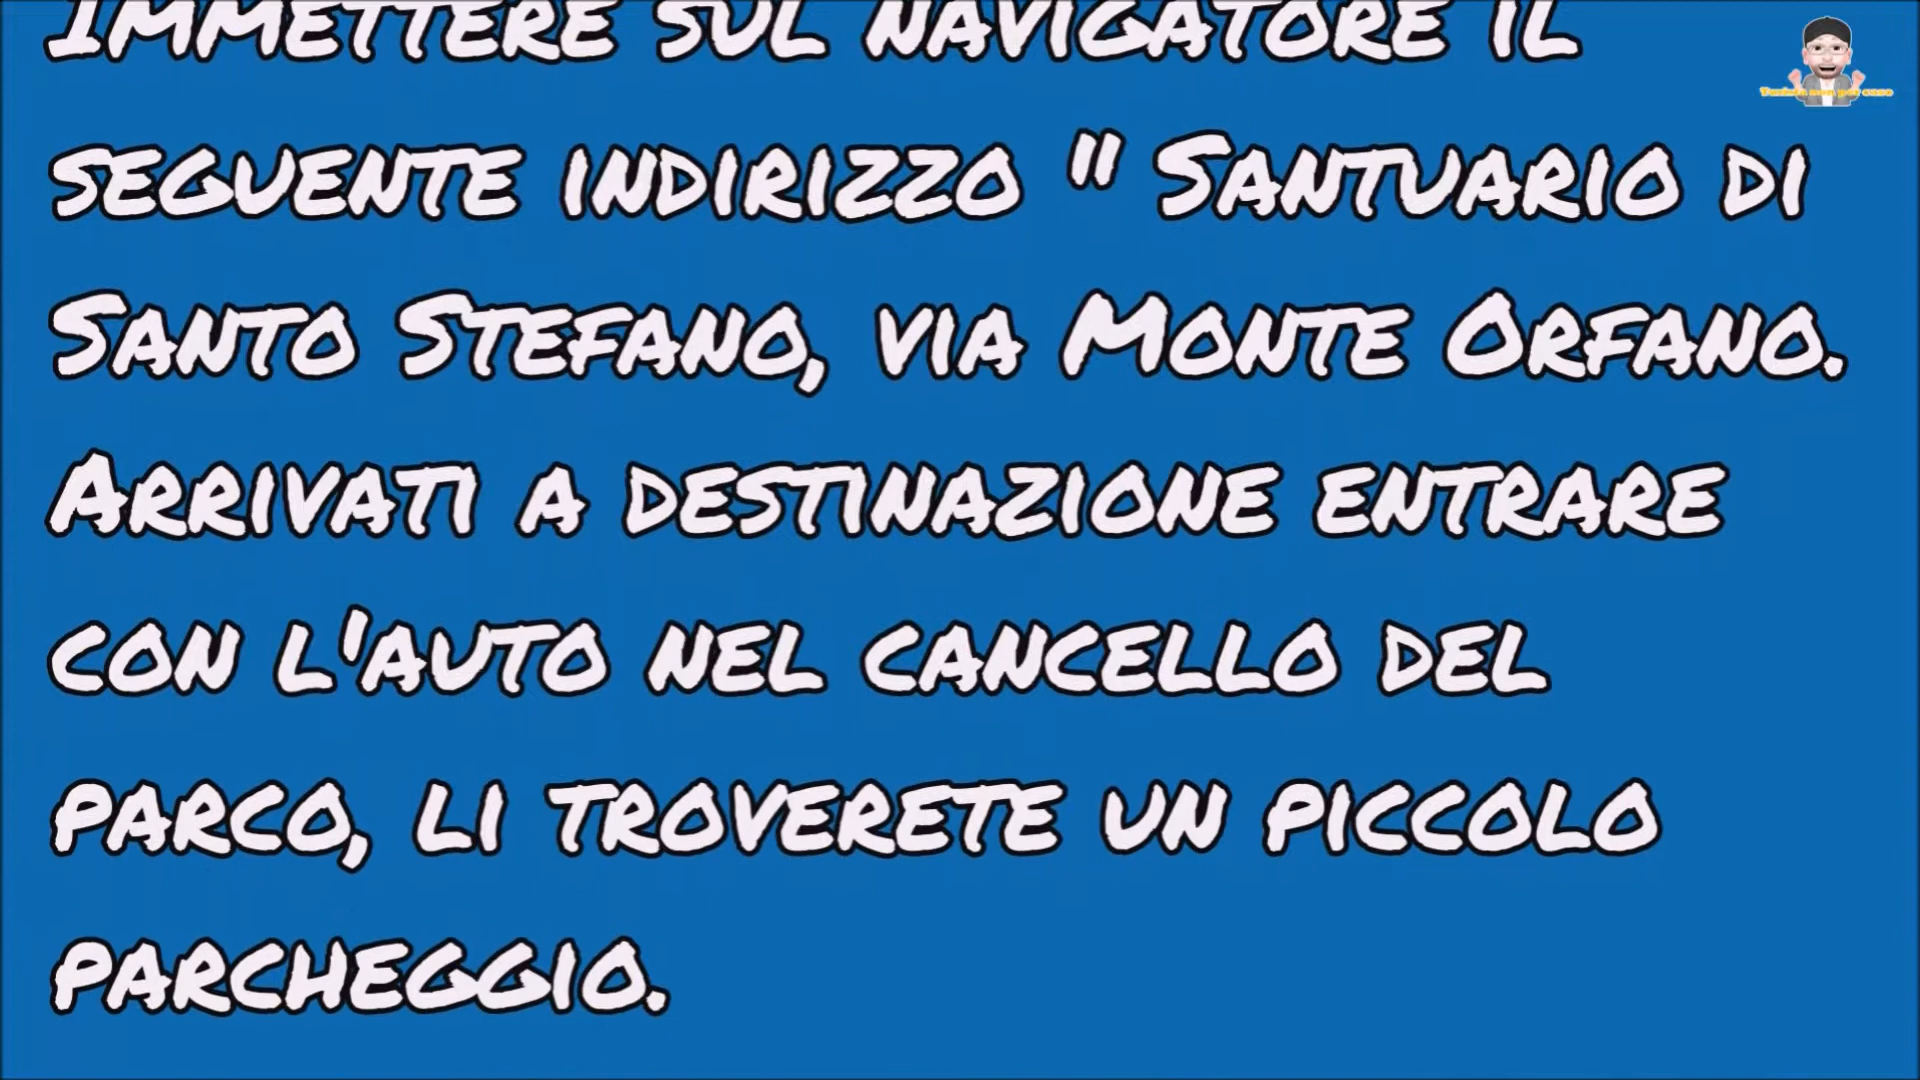 Immettere sul navigatore il
seguente indirizzo " Santuario di
Santo Stefano, via Monte Orfano.
Arrivati a destinazione entrare
con l'auto nel cancello del
parco, li troverete un piccolo
parcheggio.